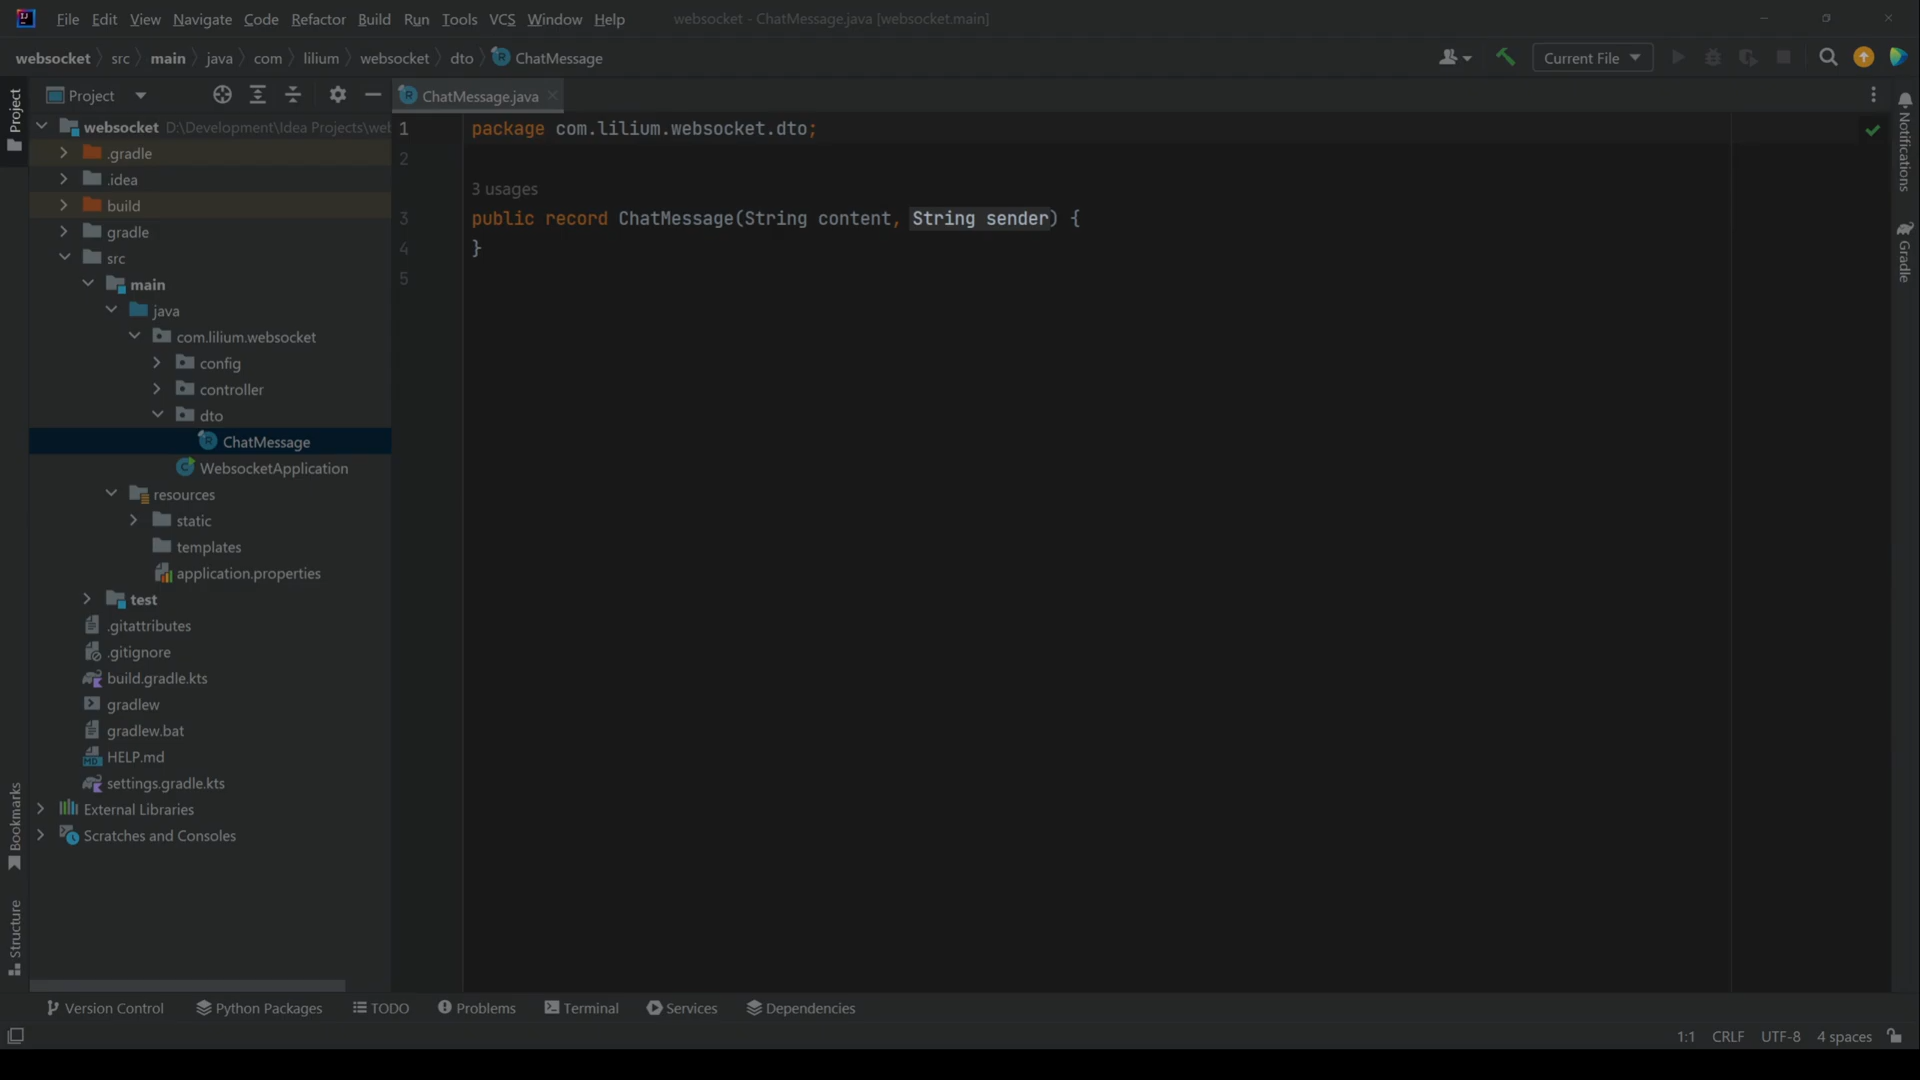 File Edit View Navigate Code Refactor Build Run Tools VCS Window Help websocket - ChatMessage.java [websocket.main]
websocket src main java com lilium websocket dto ChatMessage Current File
Project ChatMessage.java
Project
websocket D:\Development\Idea Projects\wel
.gradle
.idea
build
gradle
src
main
java
com.lilium.websocket
config
controller
dto
ChatMessage
WebsocketApplication
resources
static
templates
application.properties
test
.gitattributes
.gitignore
build.gradle.kts
gradlew
gradlew.bat
HELP.md
settings.gradle.kts
External Libraries
Scratches and Consoles
1 package com.lilium.websocket.dto;
2
3 usages
3 public record ChatMessage(String content, String sender) {
4 }
5
Notifications
Gradle
Bookmarks
Structure
Version Control Python Packages TODO Problems Terminal Services Dependencies
1:1 CRLF UTF-8 4 spaces